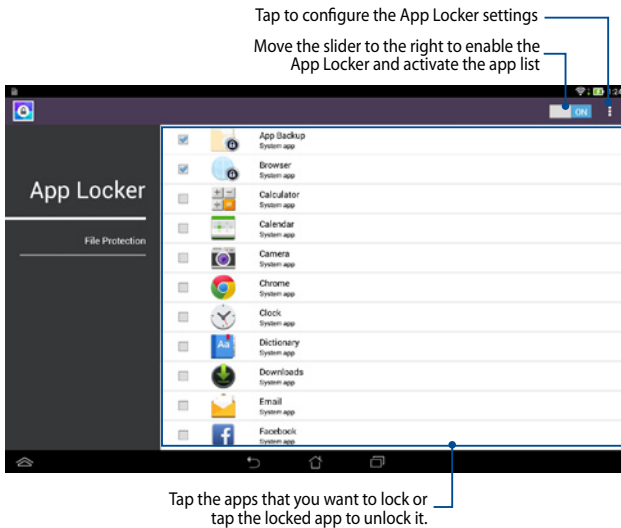 Tap to configure the App Locker settings
Move the slider to the right to enable the
App Locker and activate the app list
1:24
ON
App Backup
System app
Browser
System app
App Locker
Calculator
System app
Calendar
System app
File Protection
Camera
System app
Chrome
System app
Clock
System app
Aa
Dictionary
System app
Downloads
System app
Email
System app
f
Facebook
System app
Tap the apps that you want to lock or
tap the locked app to unlock it.